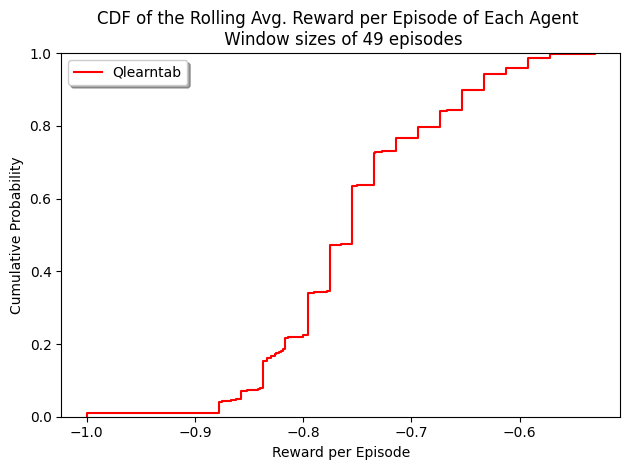 CDF of the Rolling Avg. Reward per Episode of Each Agent
Window sizes of 49 episodes
Qlearntab
1.0
0.8
0.6
0.4
0.2
0.0
Cumulative Probability
−1.0 −0.9 −0.8 −0.7 −0.6
Reward per Episode